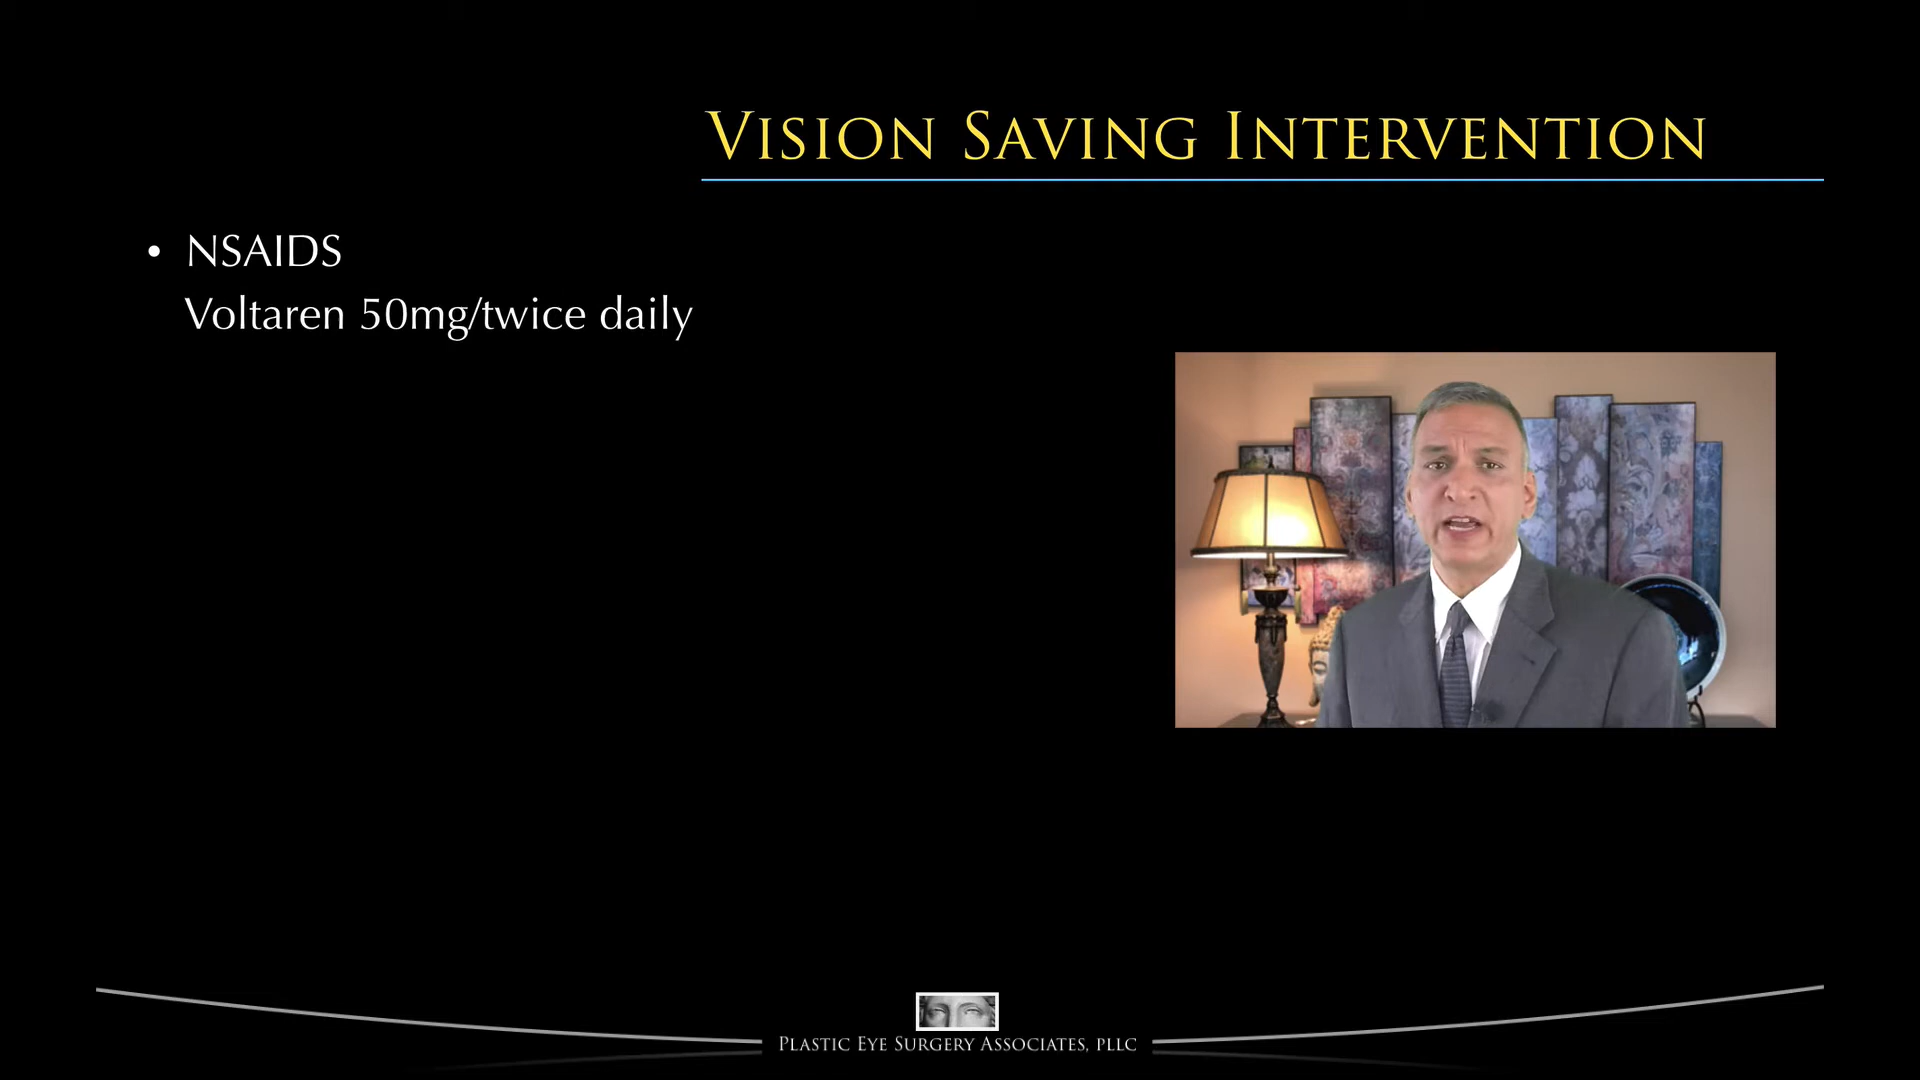 VISION SAVING INTERVENTION
• NSAIDS
Voltaren 50mg/twice daily
PLASTIC EYE SURGERY ASSOCIATES, PLLC